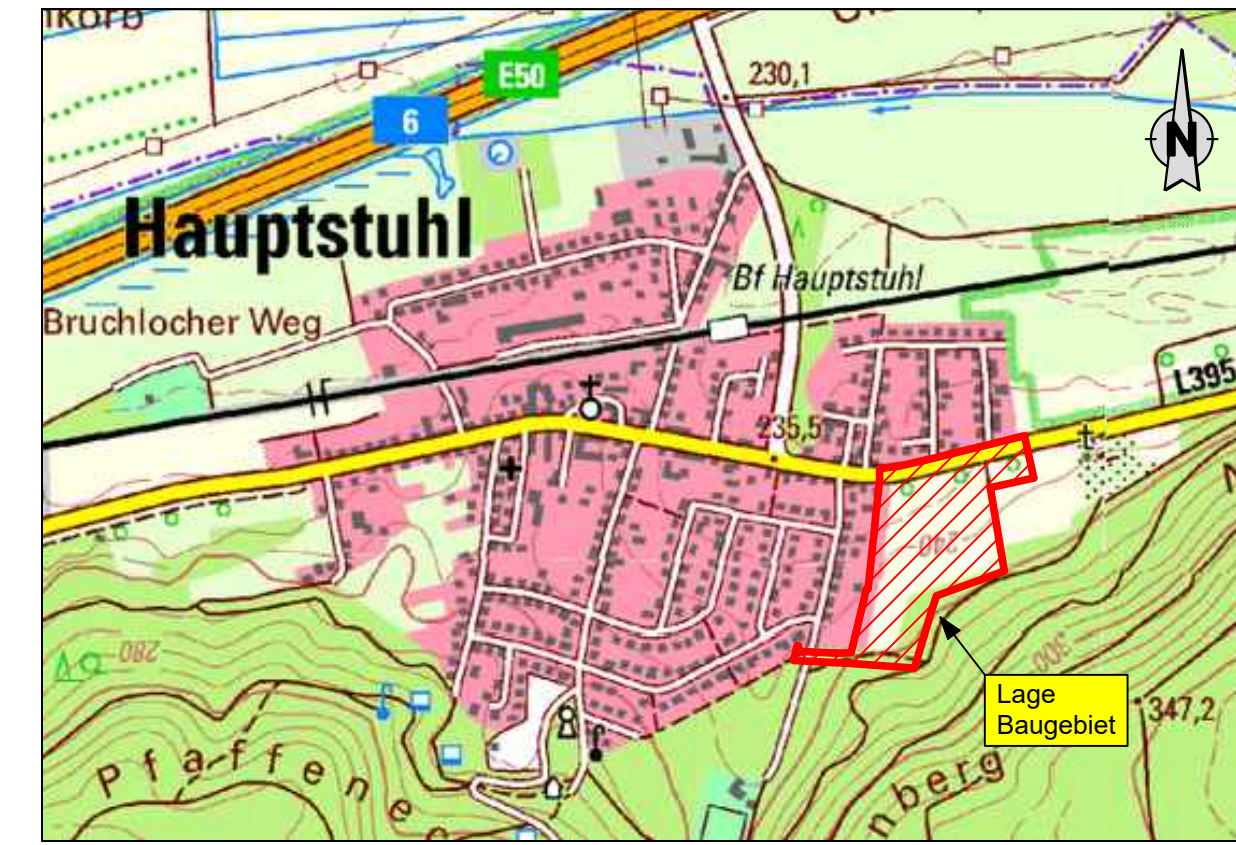 E50
6
230,1
N
Hauptstuhl
Bf Hauptstuhl
Bruchlocher Weg
L395
235,5
240
280
300
Lage
Baugebiet
347,2
Pfaffene
nberg